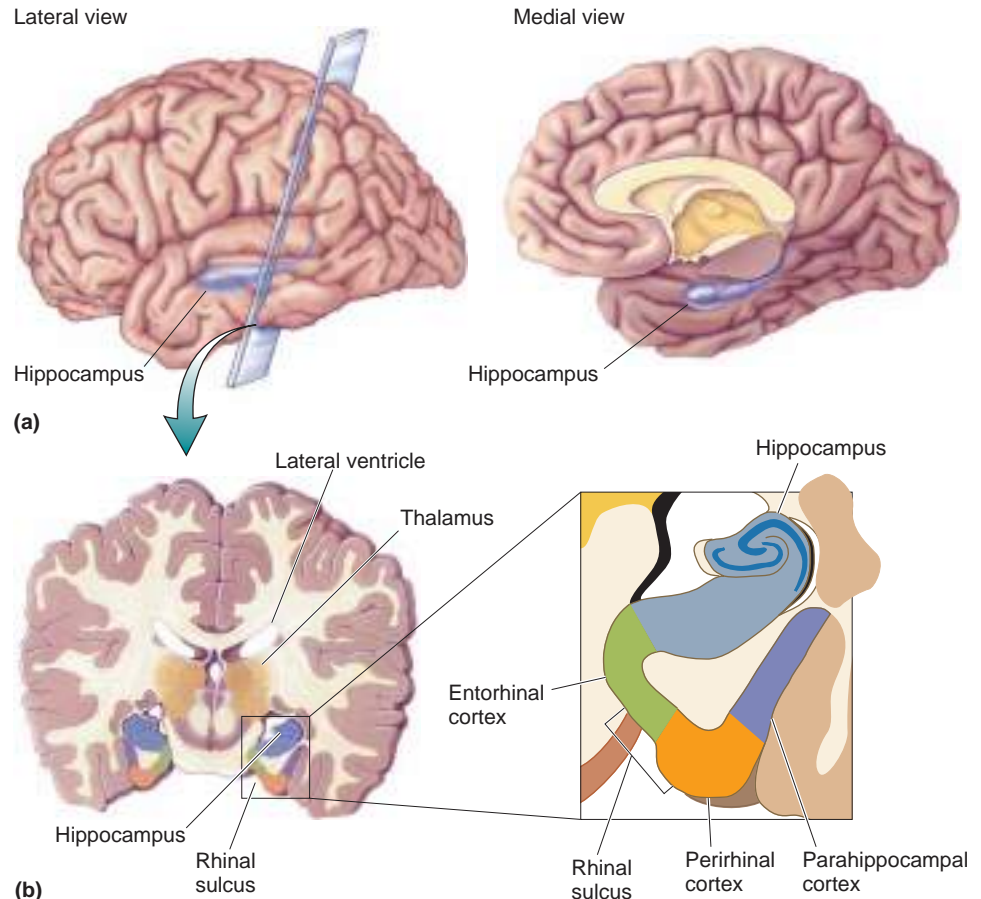 Lateral view
Medial view
Hippocampus
Hippocampus
(a)
Lateral ventricle
Thalamus
Hippocampus
Entorhinal
cortex
Hippocampus
Rhinal
sulcus
Rhinal
sulcus
Perirhinal
cortex
Parahippocampal
cortex
(b)